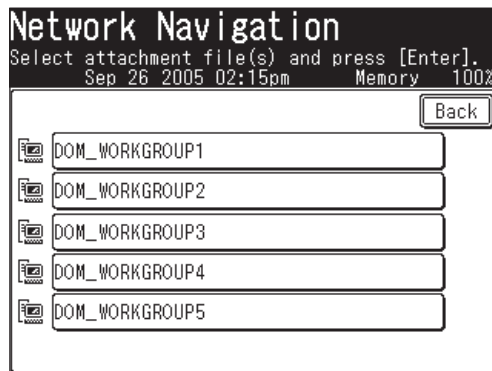 Network Navigation
Select attachment file(s) and press [Enter].
Sep 26 2005 02:15pm Memory 100%
Back
DOM_WORKGROUP1
DOM_WORKGROUP2
DOM_WORKGROUP3
DOM_WORKGROUP4
DOM_WORKGROUP5